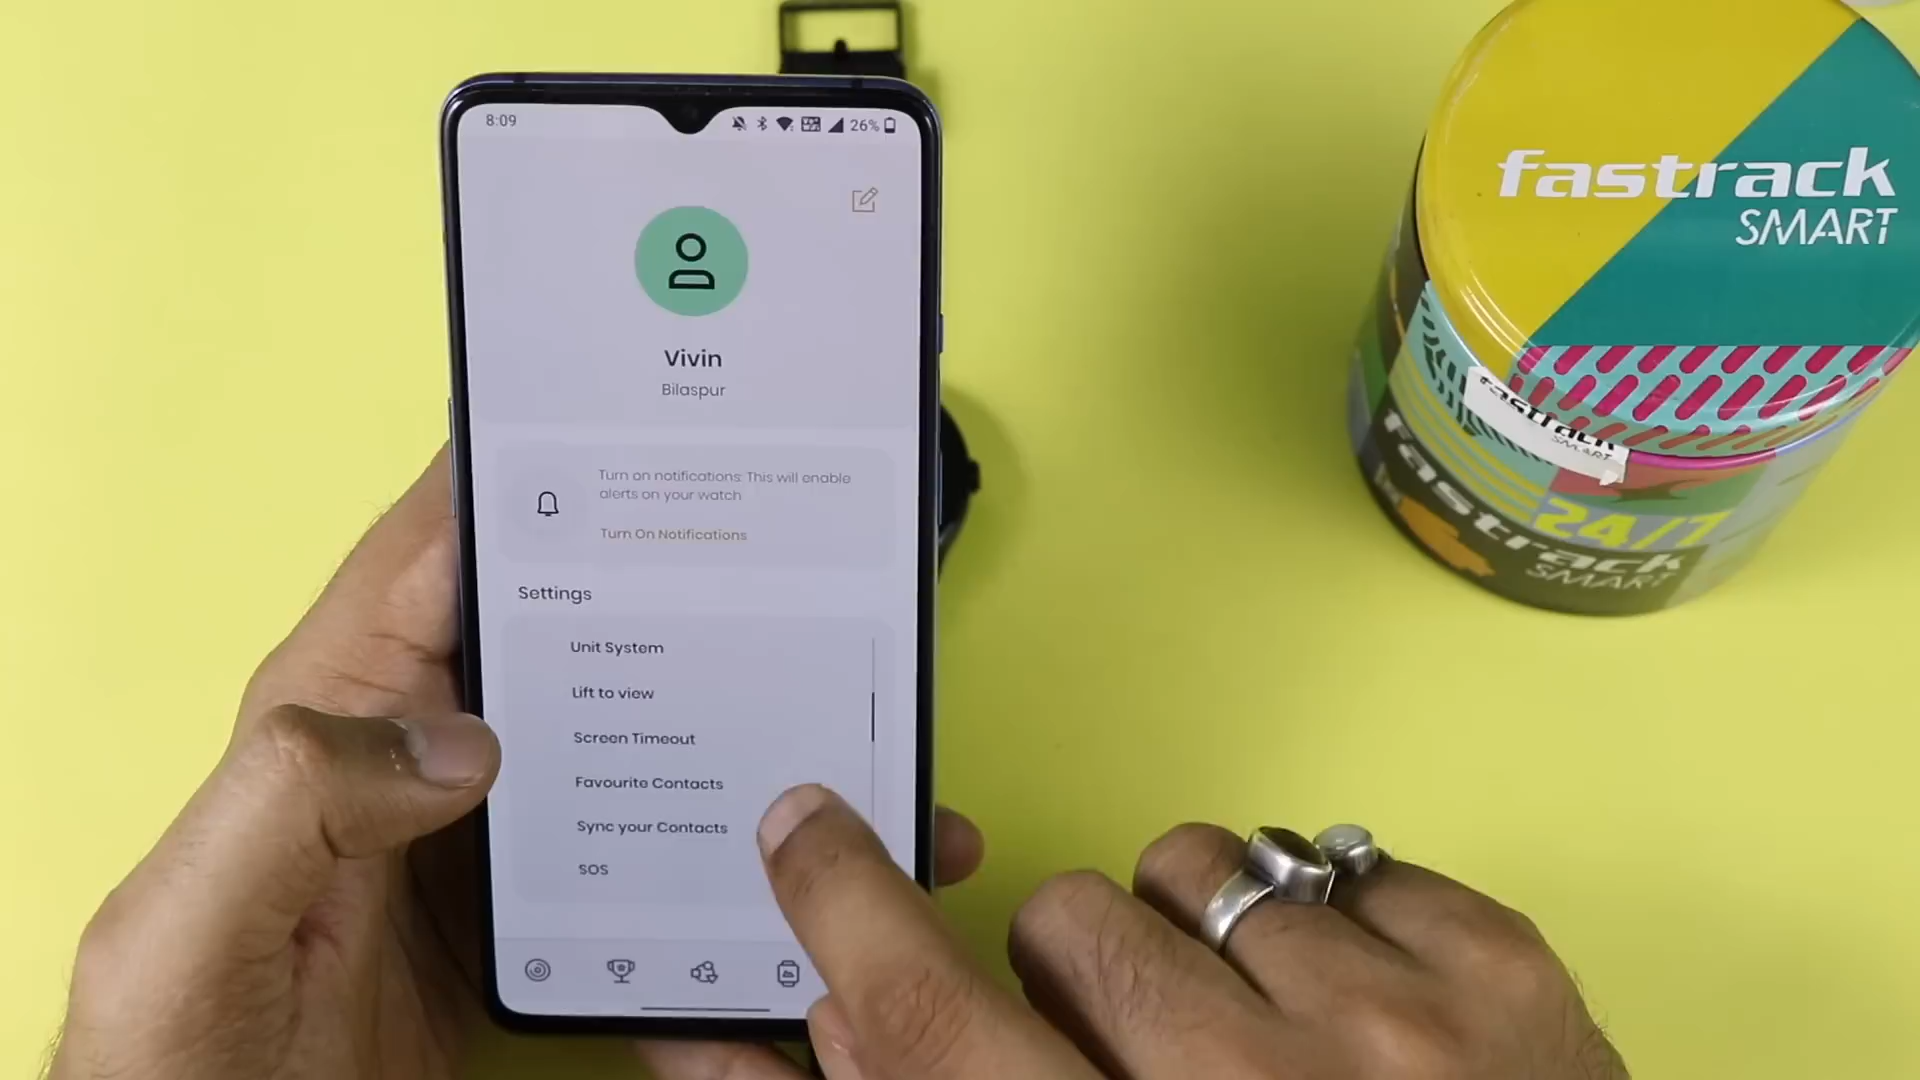 8:09
26%
Vivin
Bilaspur
Turn on notifications: This will enable
alerts on your watch
Turn On Notifications
Settings
Unit System
Lift to view
Screen Timeout
Favourite Contacts
Sync your Contacts
SOS
fastrack
SMART
fastrack
SMART
24/7
fastrack
SMART